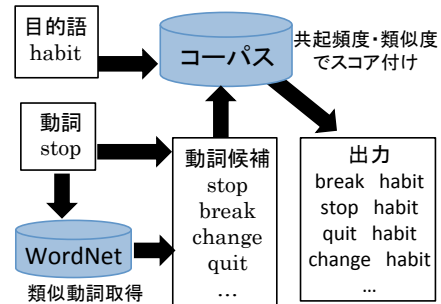 目的語
habit
コーパス
共起頻度・類似度
でスコア付け
動詞
stop
動詞候補
stop
break
change
quit
…
WordNet
類似動詞取得
出力
break habit
stop habit
quit habit
change habit
...